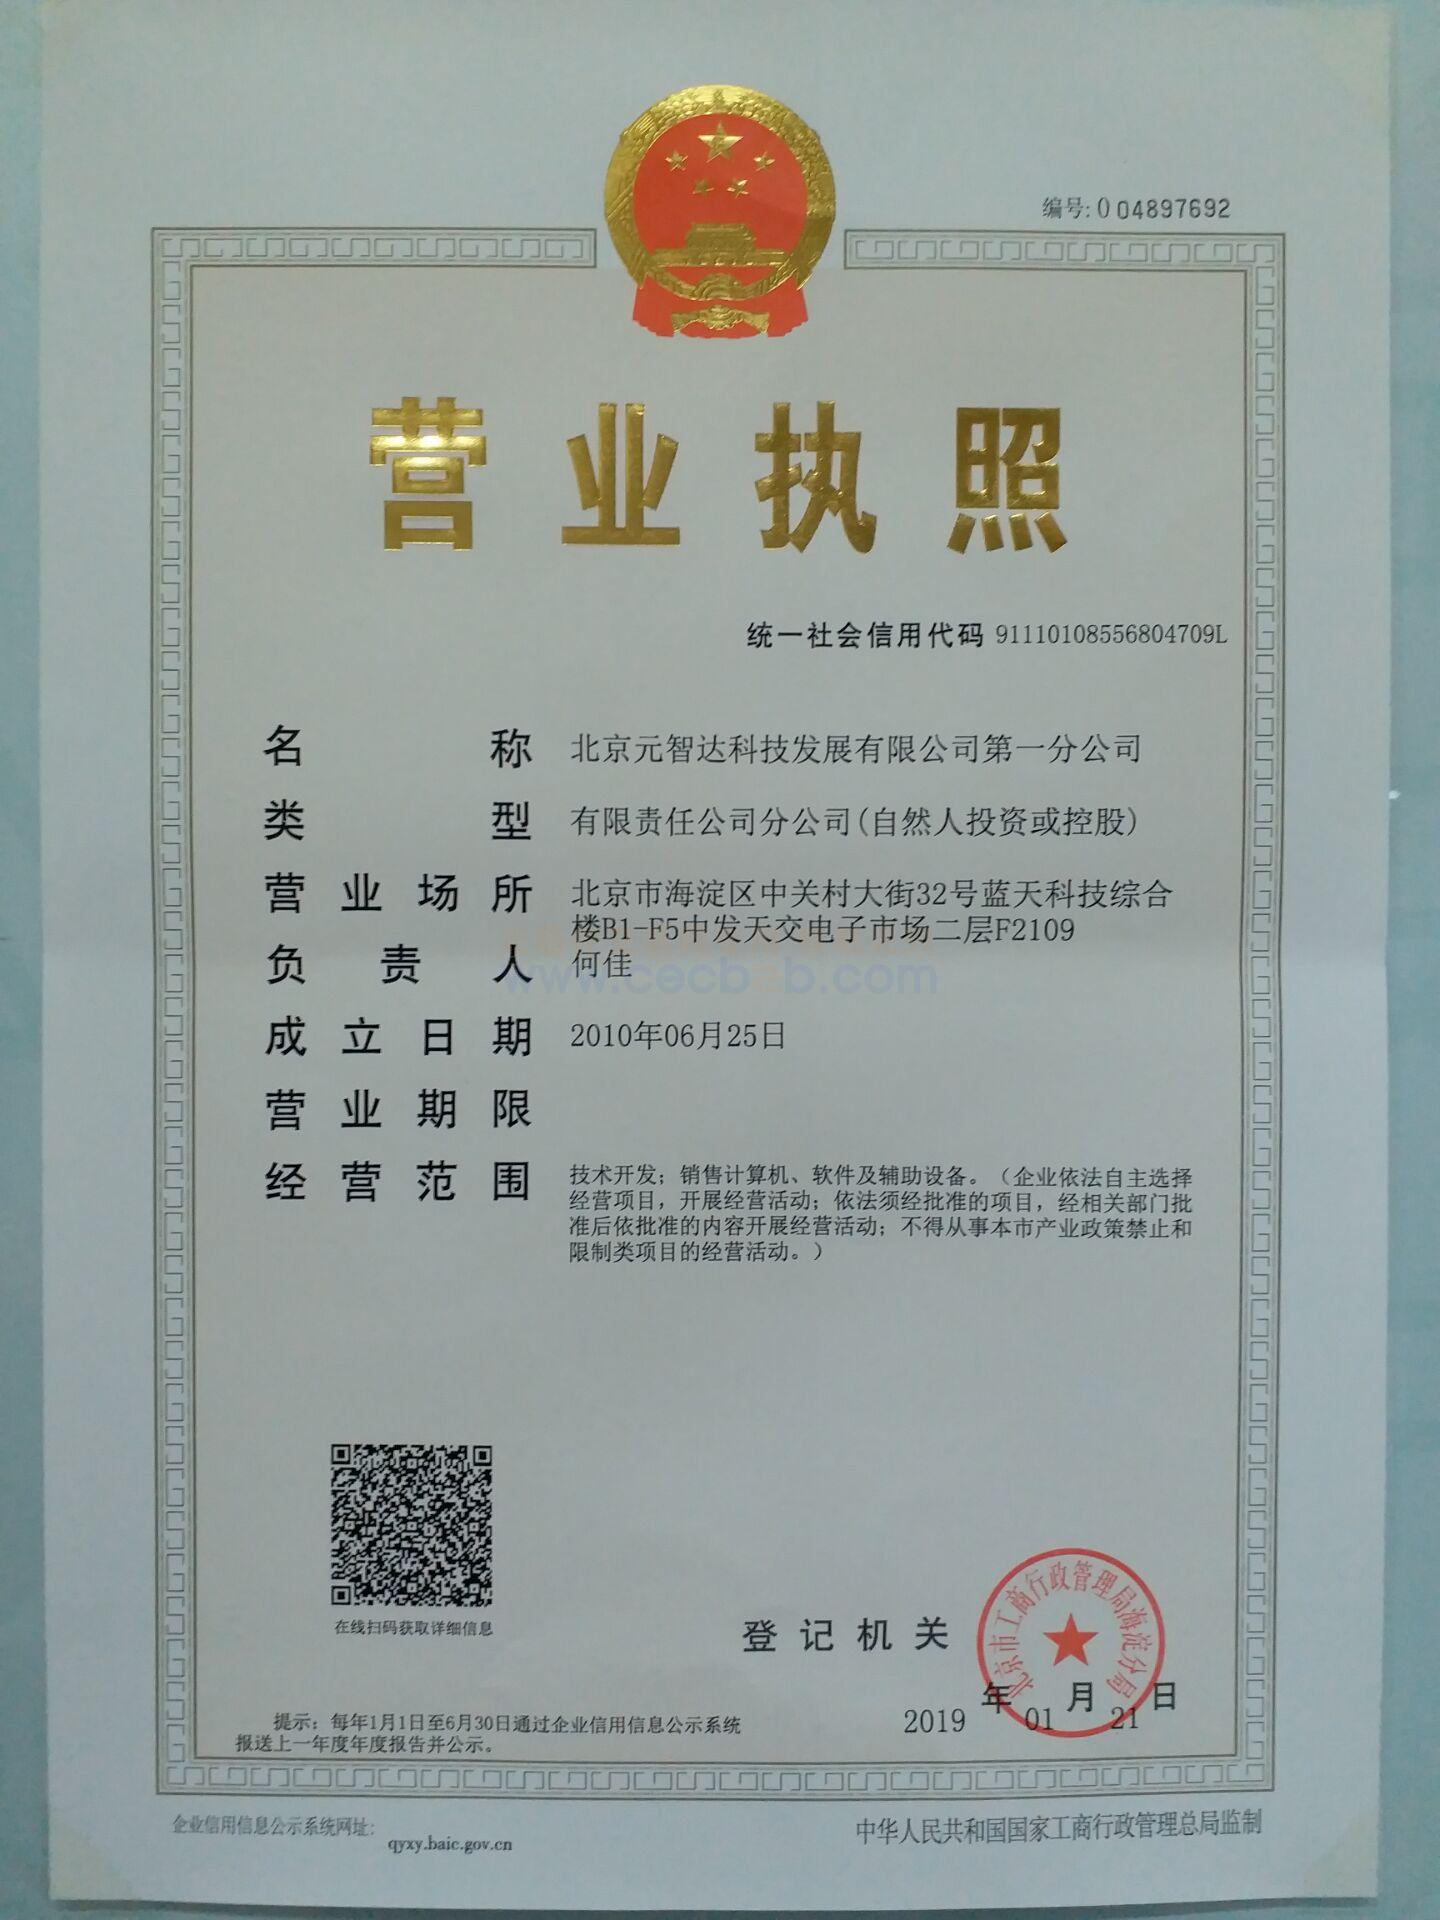 编号:0 04897692
营业执照
统一社会信用代码 91110108556804709L
名称 北京元智达科技发展有限公司第一分公司
类型 有限责任公司分公司(自然人投资或控股)
营业场所 北京市海淀区中关村大街32号蓝天科技综合
楼B1-F5中发天交电子市场二层F2109
www.cecb2b.com
负责人 何佳
成立日期 2010年06月25日
营业期限
经营范围 技术开发；销售计算机、软件及辅助设备。（企业依法自主选择
经营项目，开展经营活动；依法须经批准的项目，经相关部门批
准后依批准的内容开展经营活动；不得从事本市产业政策禁止和
限制类项目的经营活动。）
在线扫码获取详细信息
登记机关
北京市工商行政管理局海淀分局
2019年01月21日
提示：每年1月1日至6月30日通过企业信用信息公示系统
报送上一年度年度报告并公示。
企业信用信息公示系统网址：
qyxy.baic.gov.cn
中华人民共和国国家工商行政管理总局监制